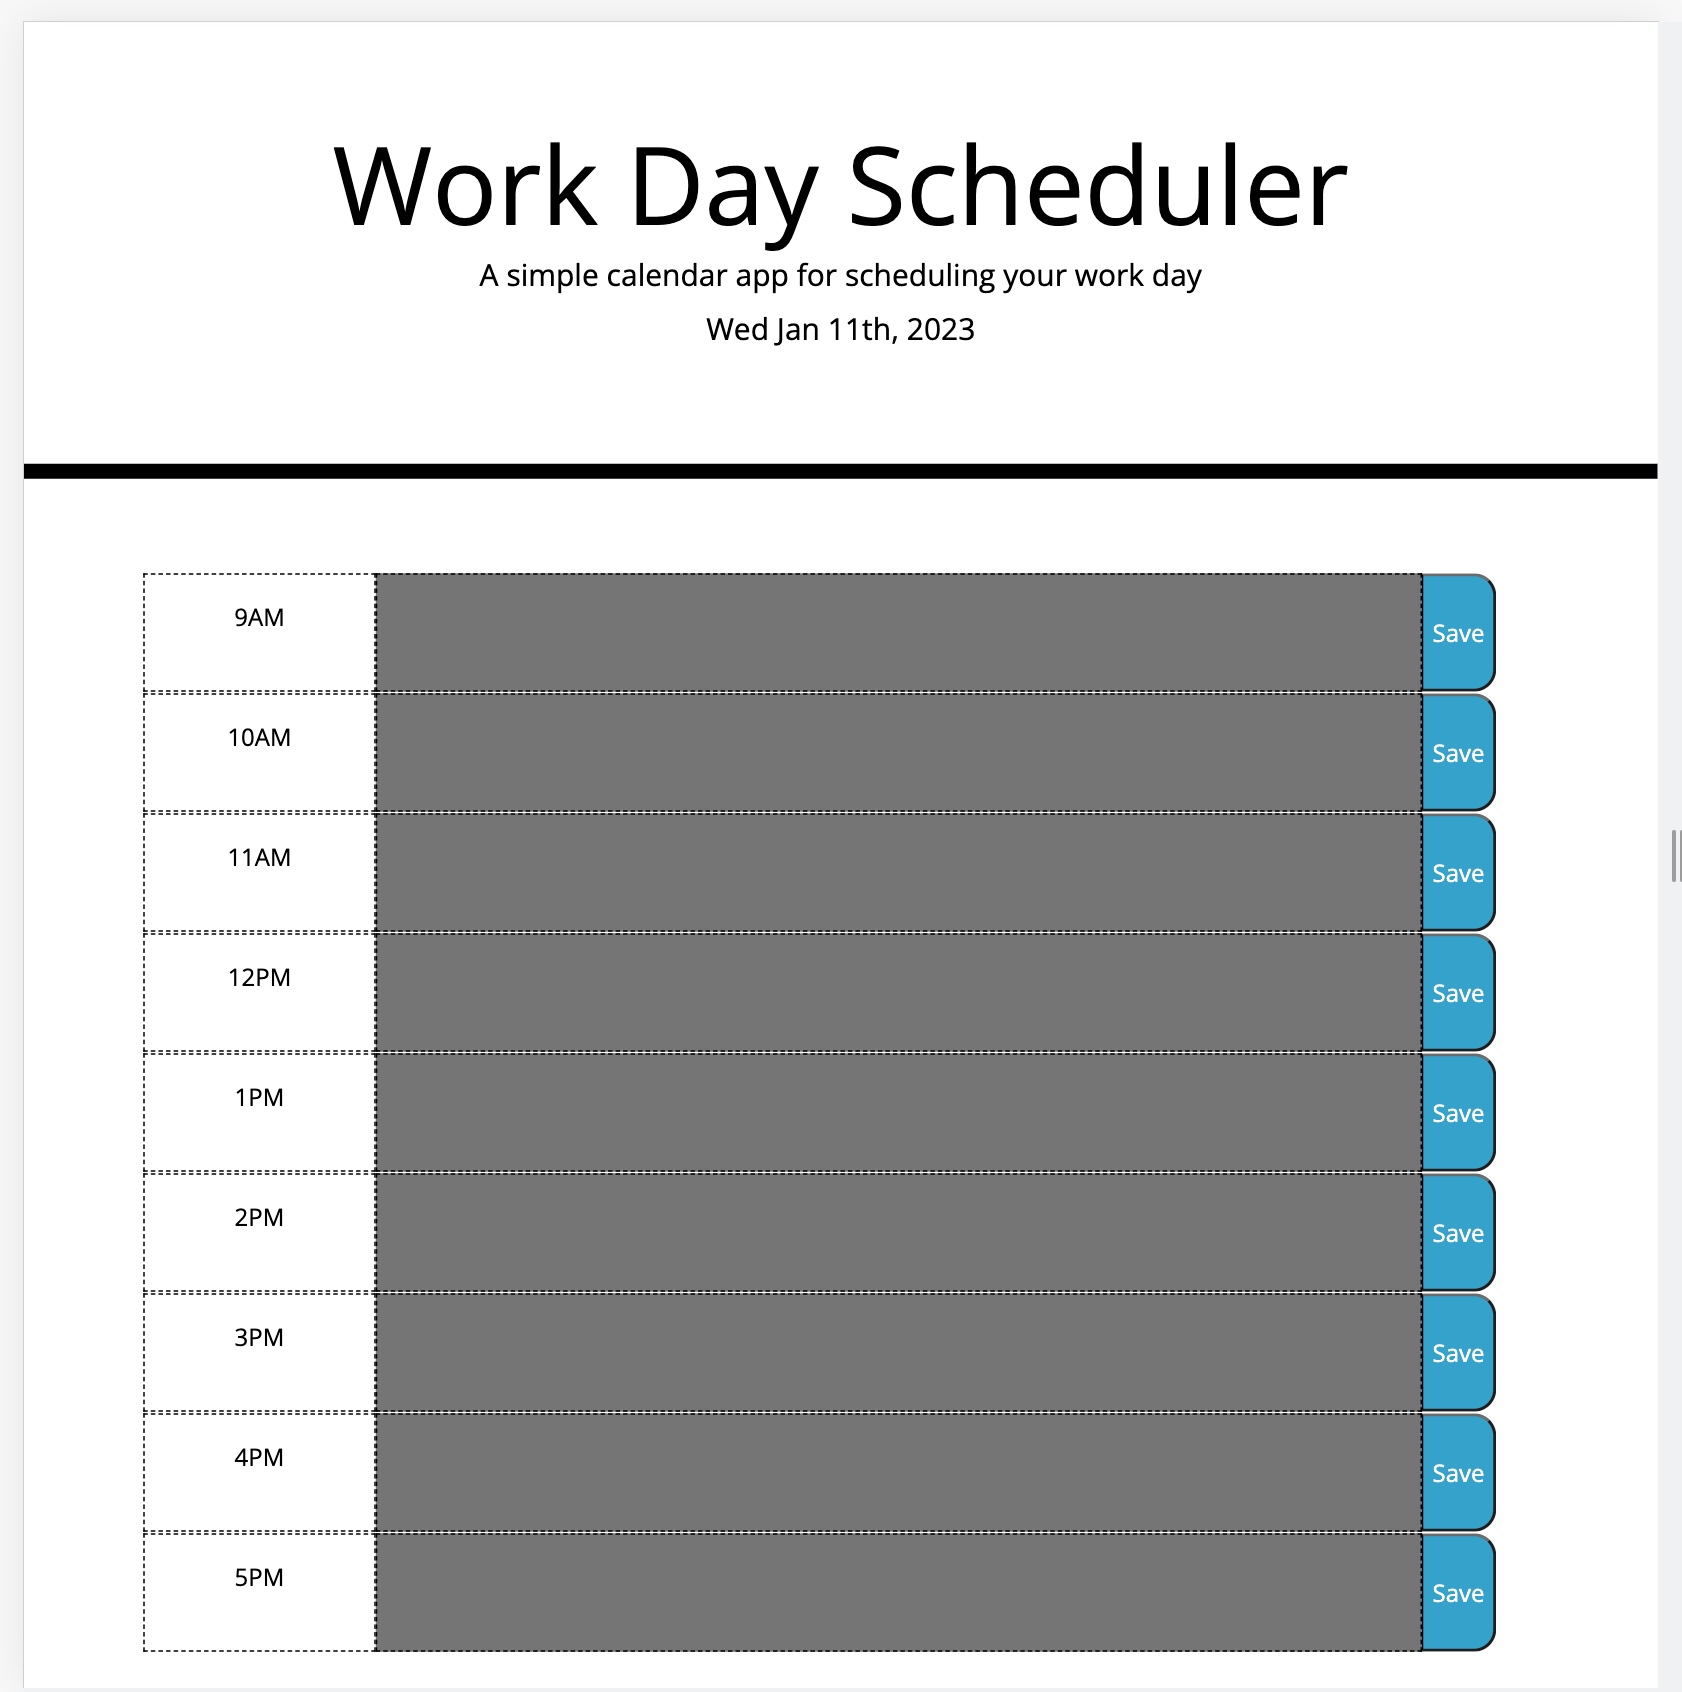 Work Day Scheduler
A simple calendar app for scheduling your work day
Wed Jan 11th, 2023
9AM
Save
10AM
Save
11AM
Save
12PM
Save
1PM
Save
2PM
Save
3PM
Save
4PM
Save
5PM
Save